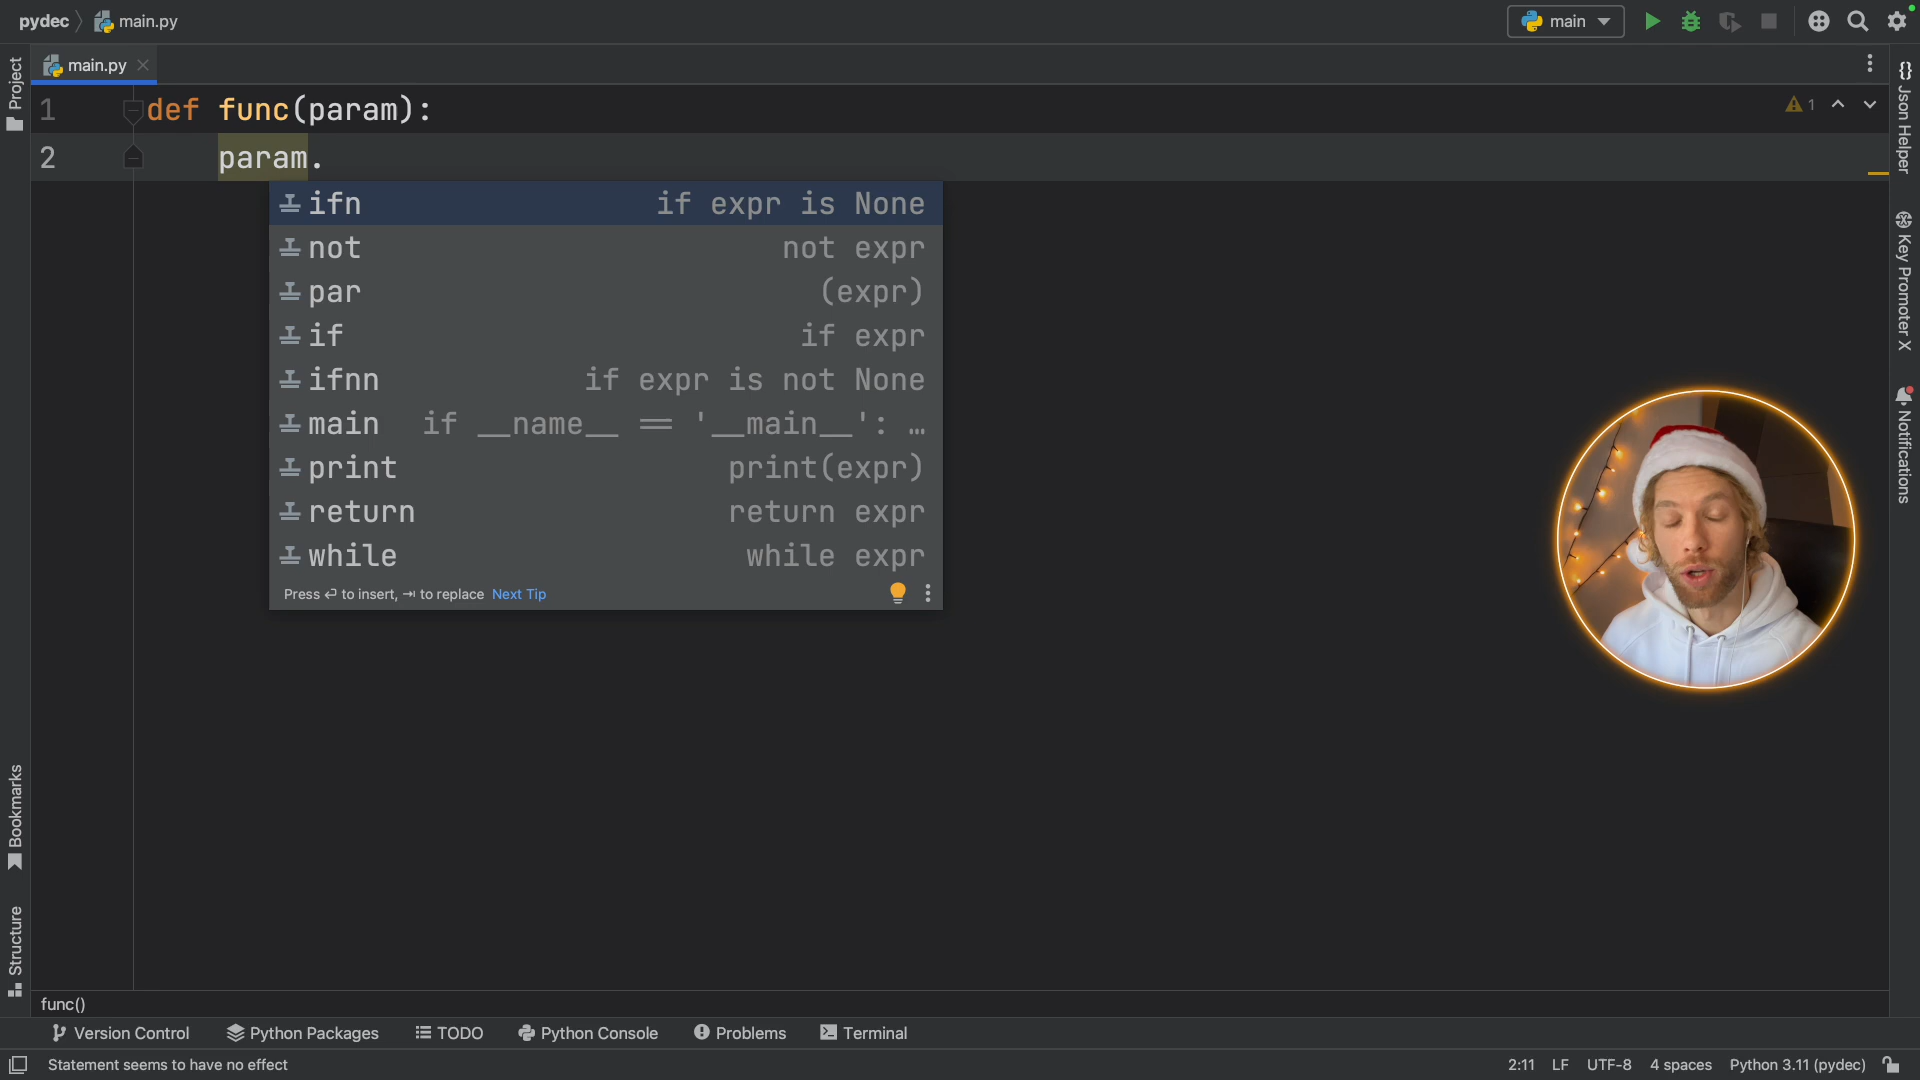 pydec main.py main
main.py
1 def func(param): 1
2 param.
ifn if expr is None
not not expr
par (expr)
if if expr
ifnn if expr is not None
main if __name__ == '__main__': …
print print(expr)
return return expr
while while expr
Press ↩ to insert, ⇥ to replace Next Tip
Project
Bookmarks
Structure
{} Json Helper
Key Promoter X
Notifications
func()
Version Control Python Packages TODO Python Console Problems Terminal
Statement seems to have no effect 2:11 LF UTF-8 4 spaces Python 3.11 (pydec)